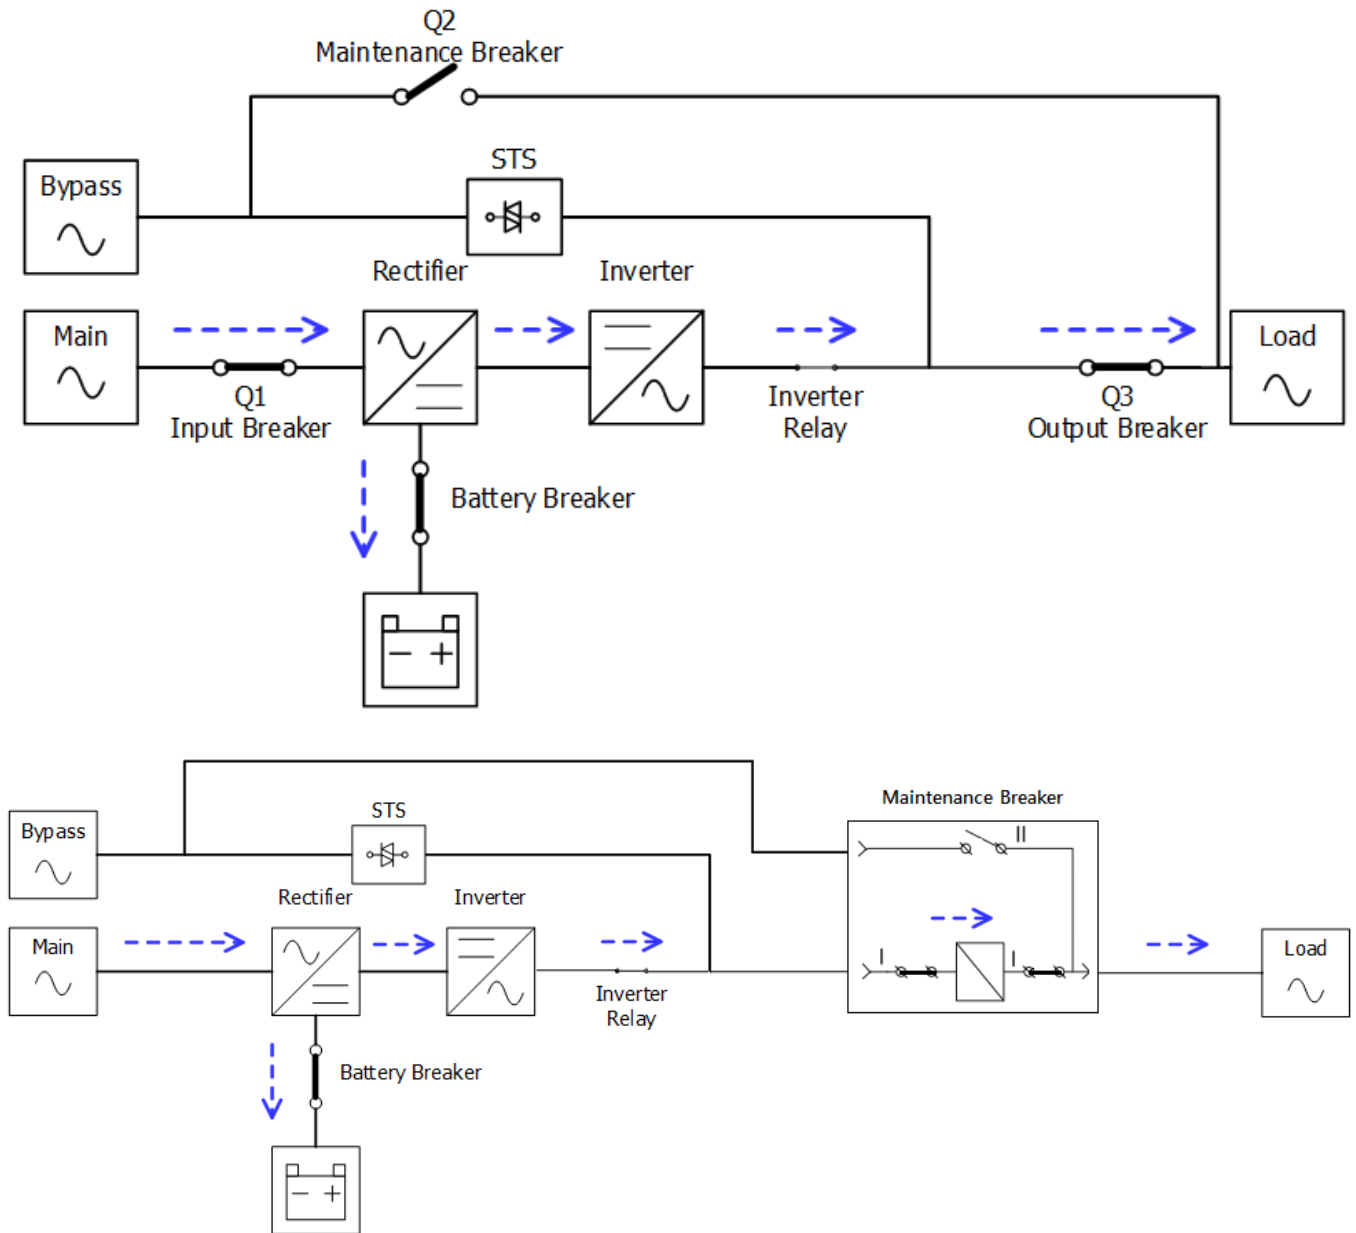 Q2
Maintenance Breaker
STS
Bypass
Rectifier
Inverter
Main
Load
Q1
Input Breaker
Inverter
Relay
Q3
Output Breaker
Battery Breaker
− +
Maintenance Breaker
STS
Bypass
II
Rectifier
Inverter
Main
Load
I
I
Inverter
Relay
Battery Breaker
− +